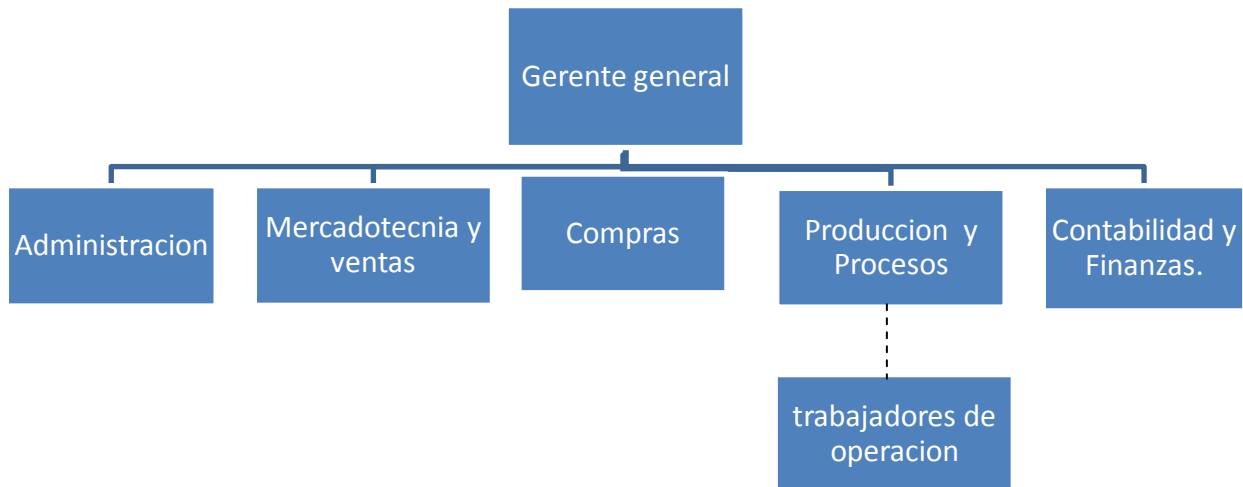 Gerente general
Administracion
Mercadotecnia y
ventas
Compras
Produccion y
Procesos
Contabilidad y
Finanzas.
trabajadores de
operacion